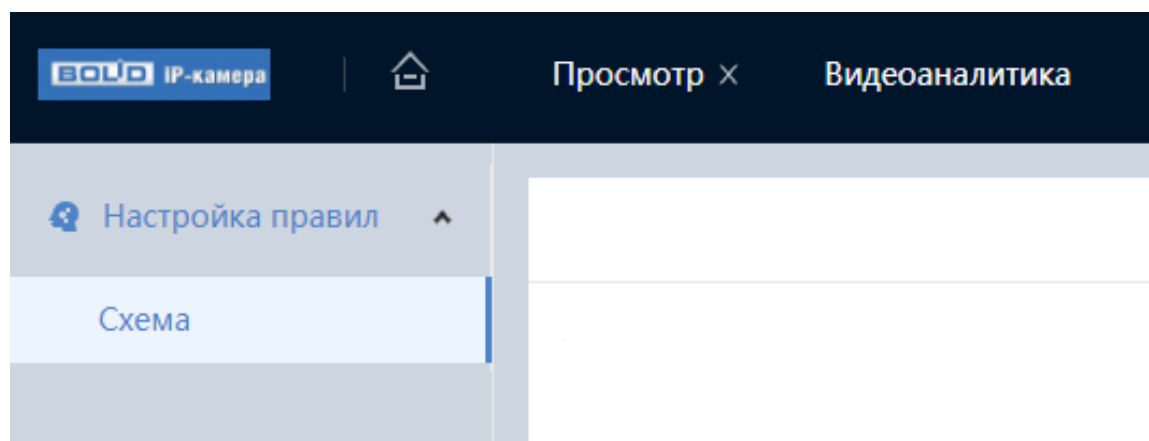 BOLID IP-камера
Просмотр
Видеоаналитика
Настройка правил
Схема